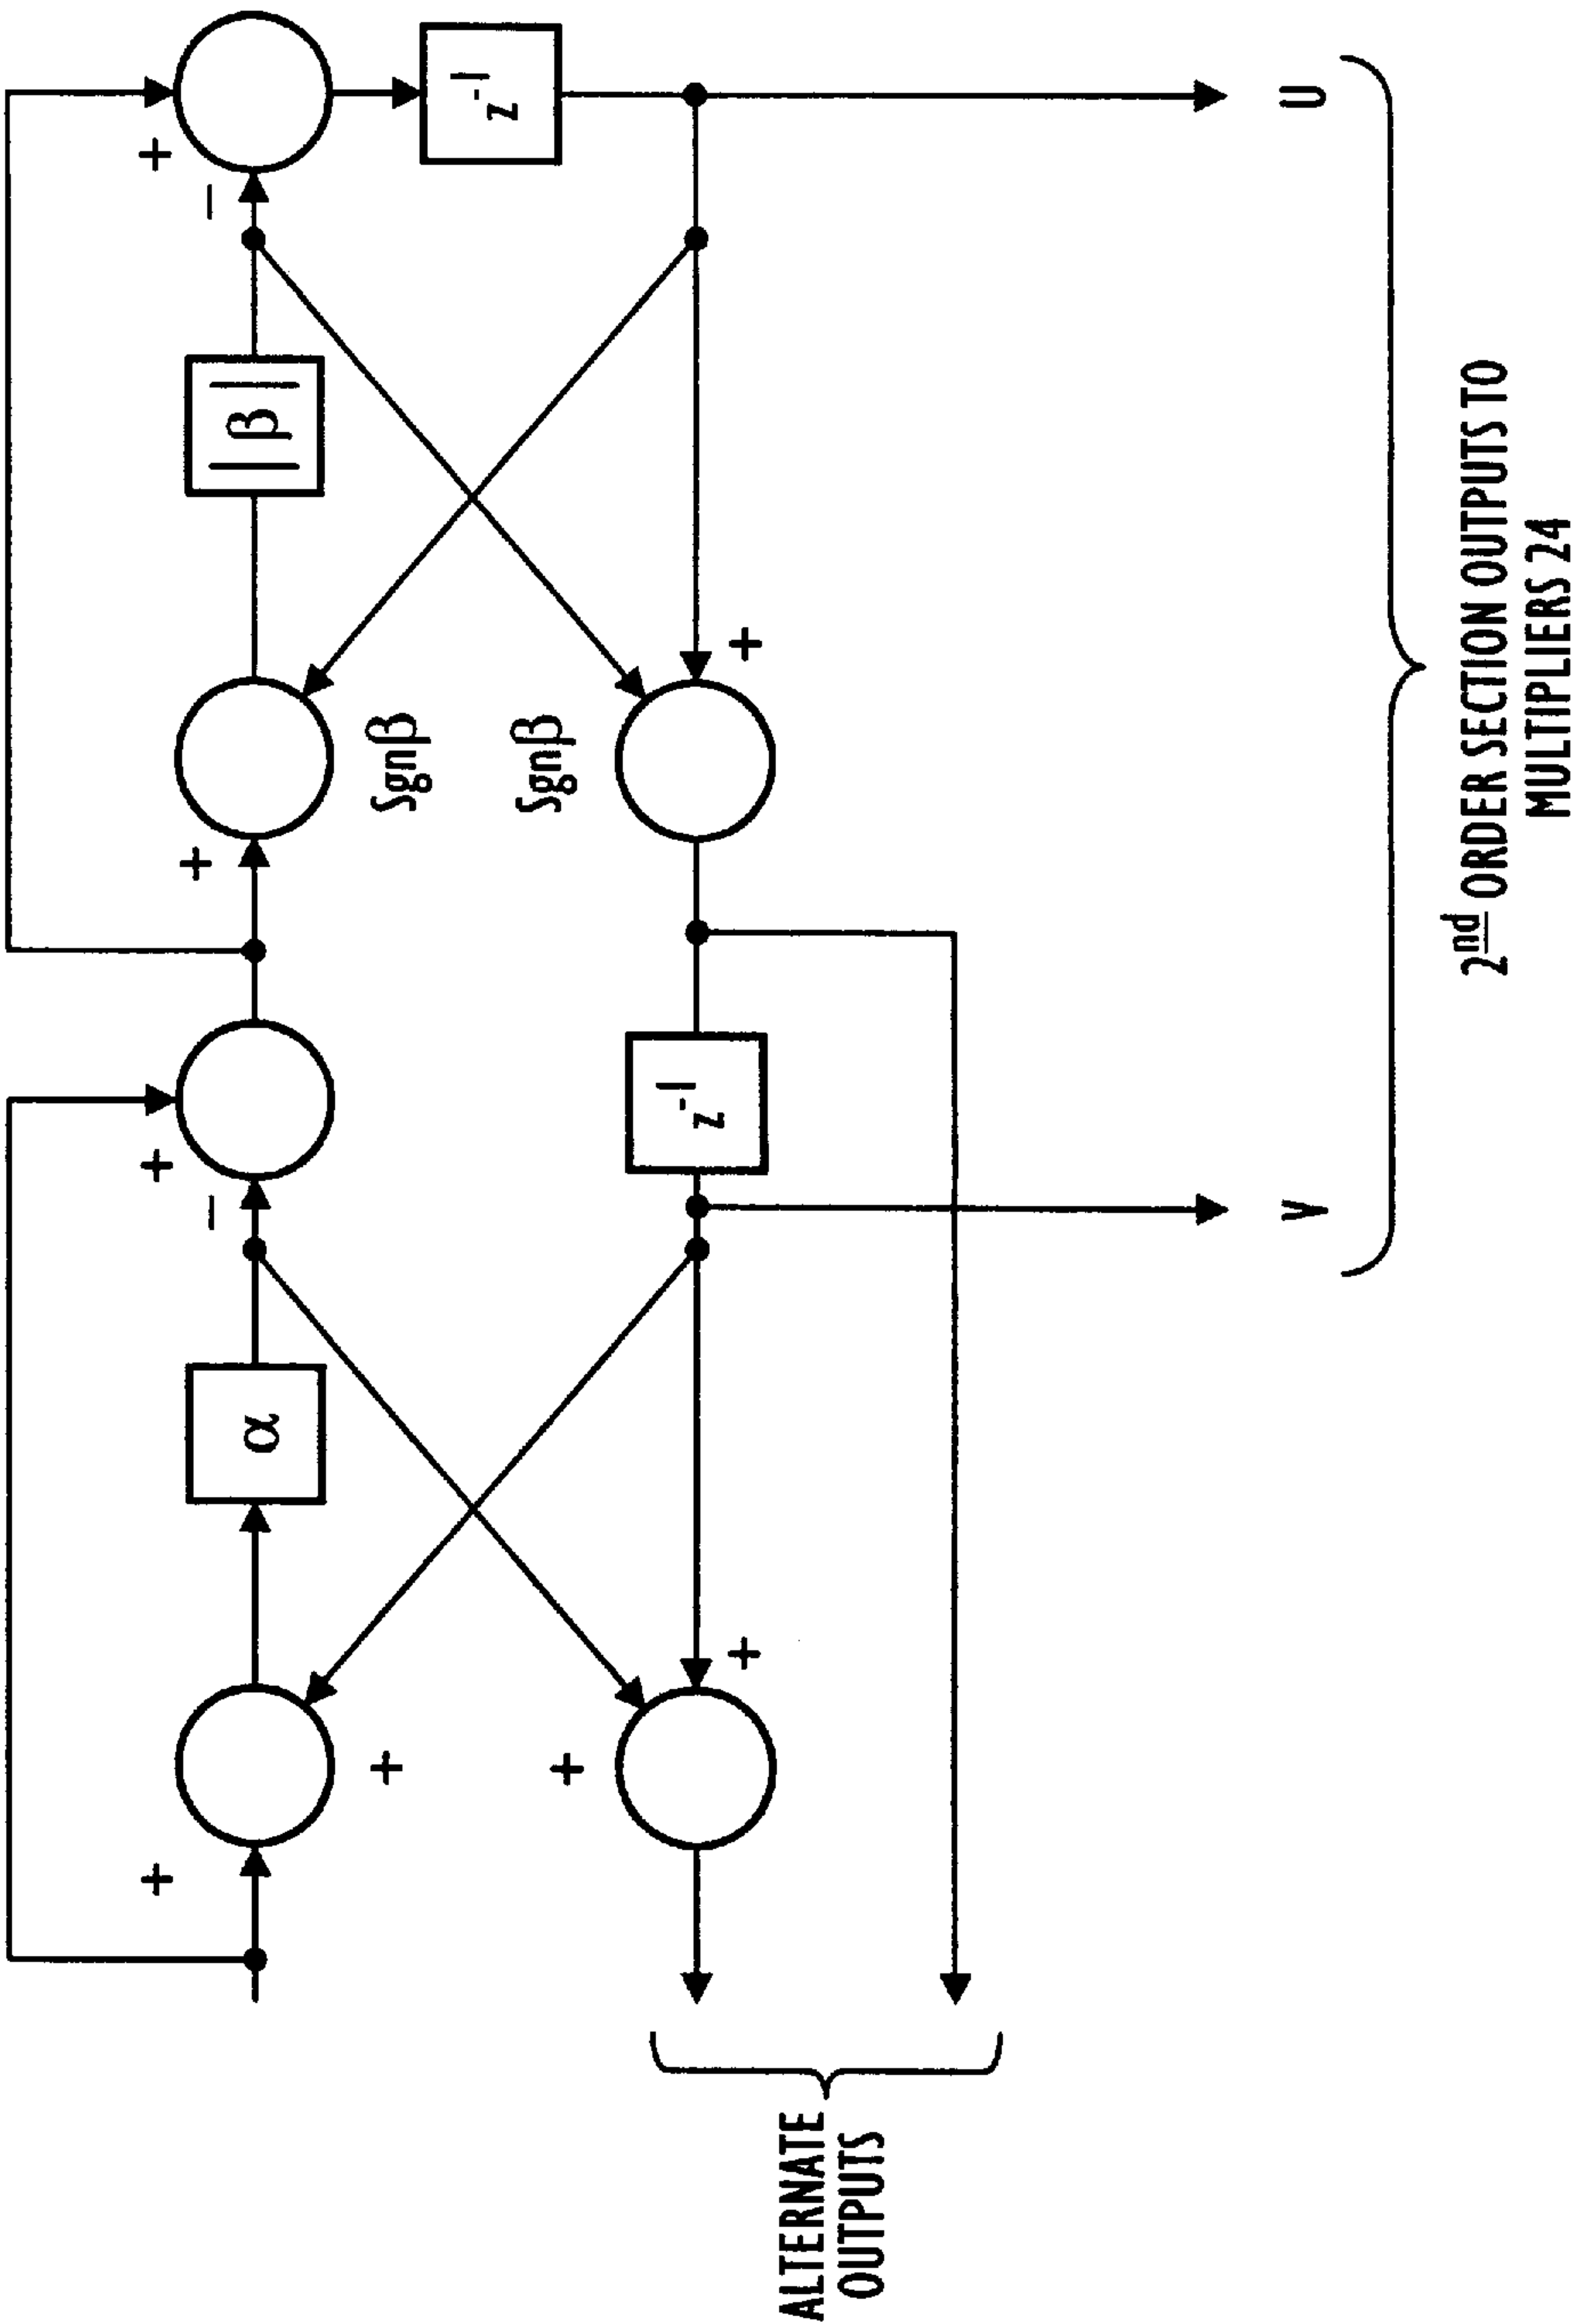 +
+
+
−
+
−
α
|β|
+
Sgnβ
z⁻¹
+
Sgnβ
z⁻¹
+
+
ALTERNATE
OUTPUTS
V
U
2nd ORDER SECTION OUTPUTS TO
MULTIPLIERS 24